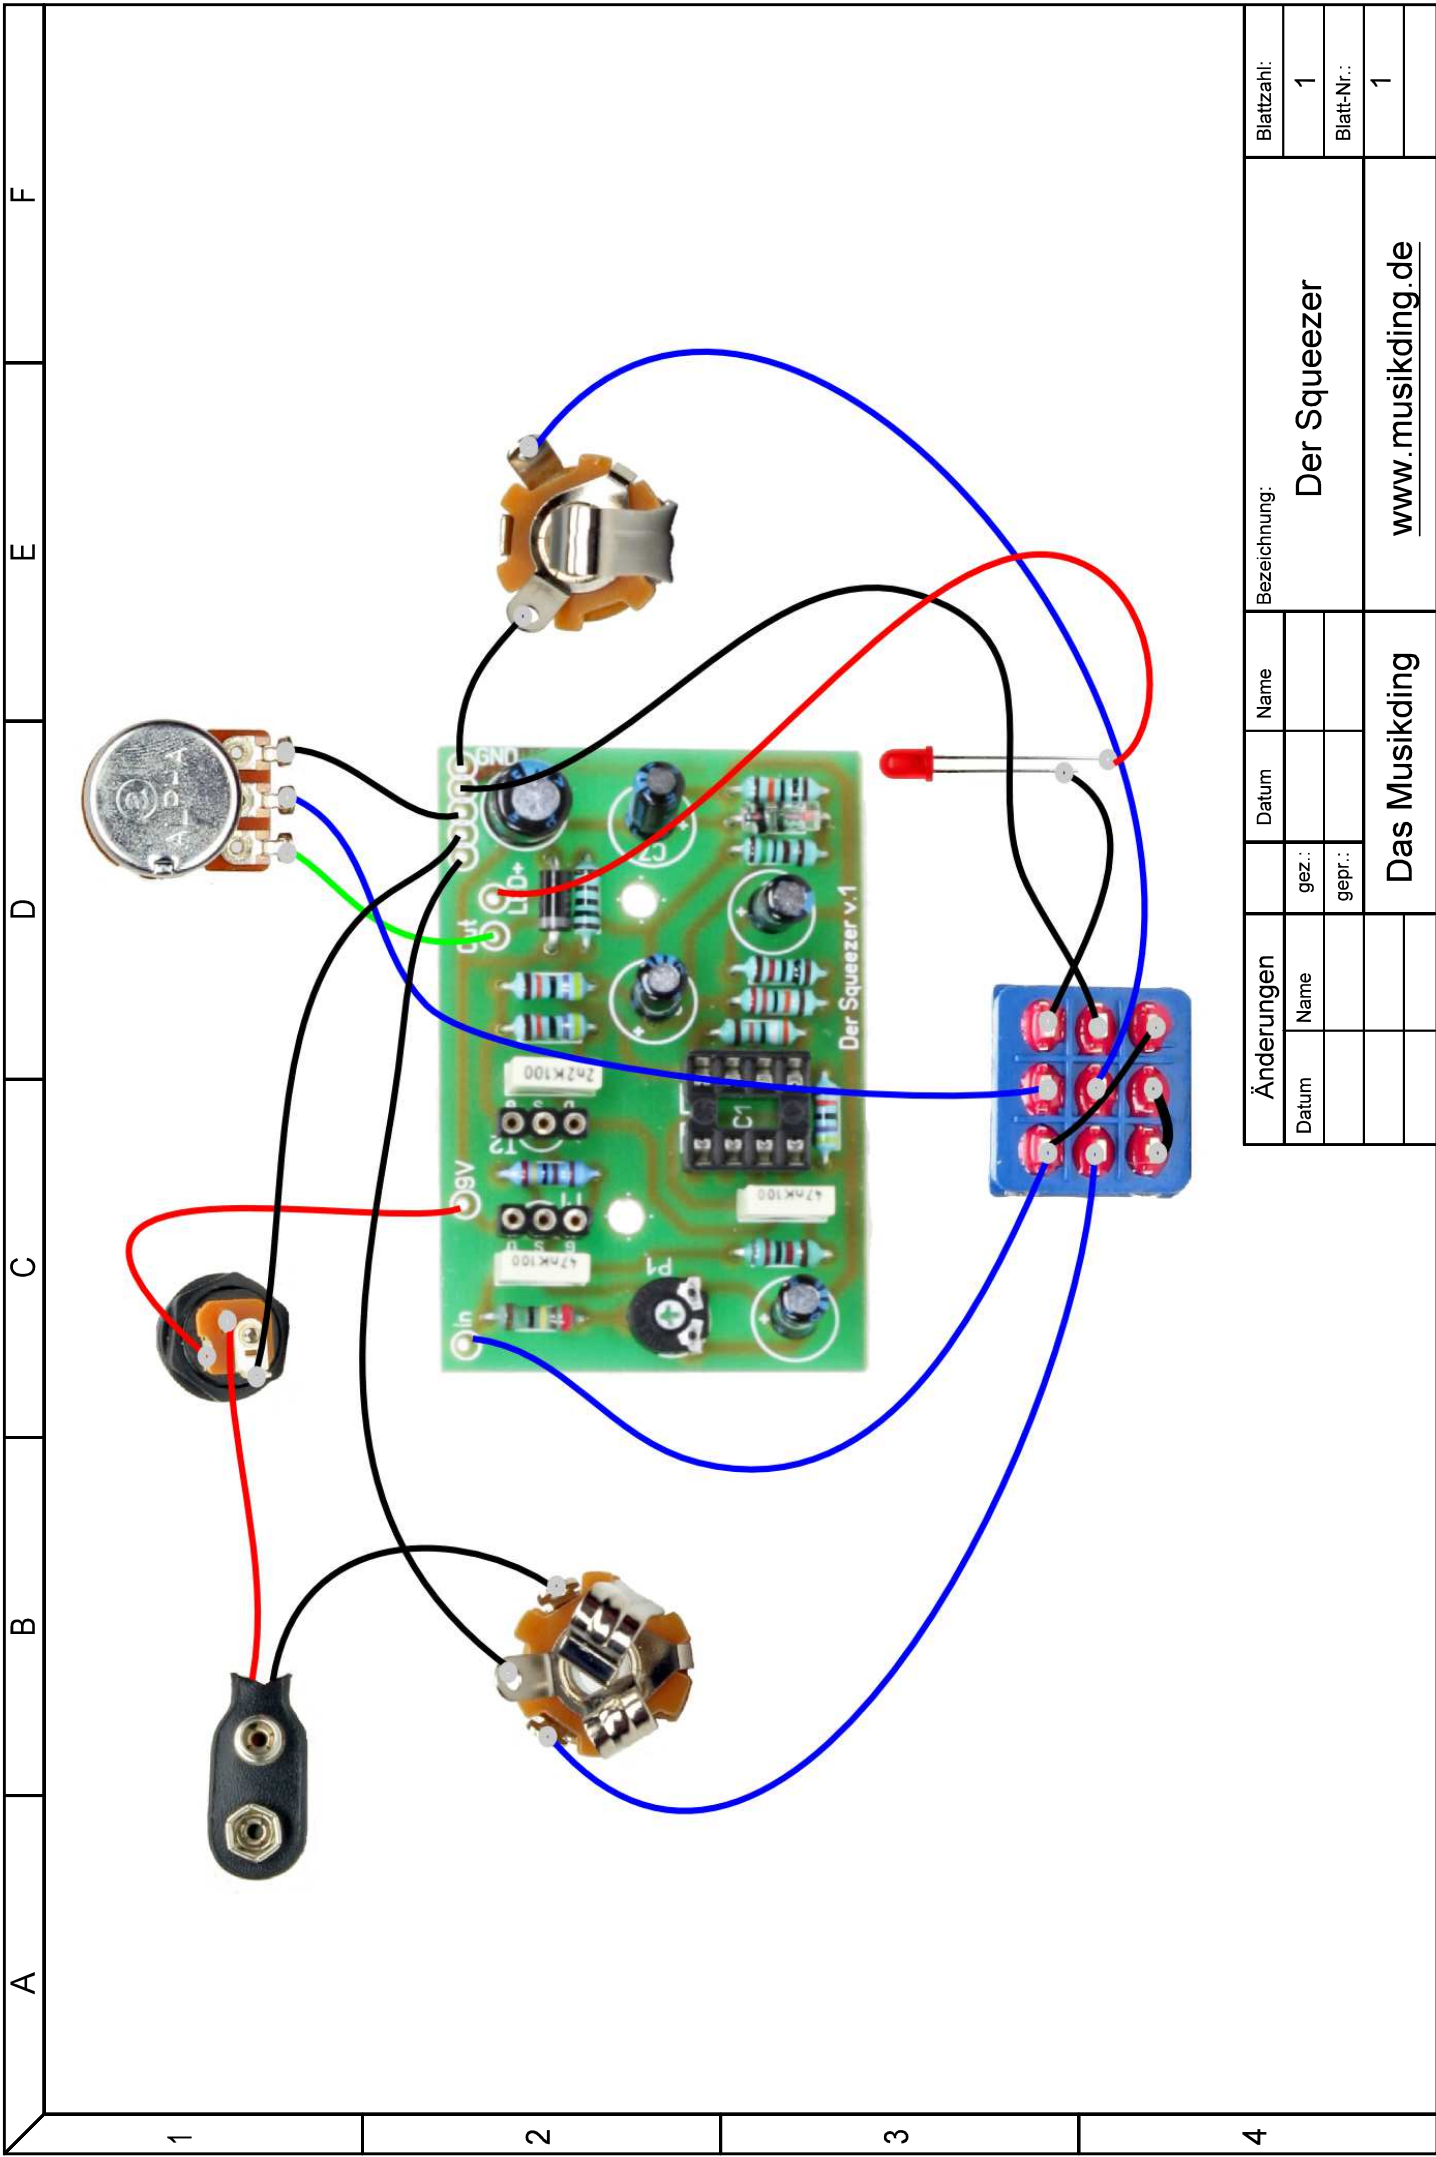 A
B
C
D
E
F
1
2
3
4
A-D-A
GND
LED+
Out
9V
in
2n2K100
47nK100
47nK100
T2
T1
P1
C7
C1
Der Squeezer v.1
Änderungen
Datum
Name
Datum
Name
gez.:
gepr.:
Das Musikding
Bezeichnung:
Der Squeezer
www.musikding.de
Blattzahl:
1
Blatt-Nr.:
1